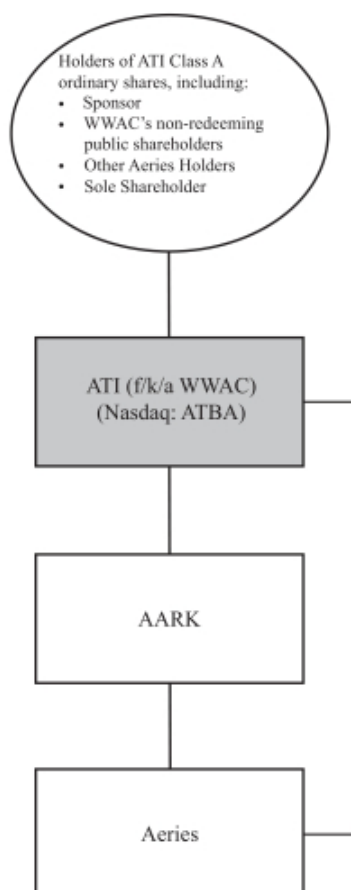 Holders of ATI Class A
ordinary shares, including:
▪ Sponsor
▪ WWAC’s non-redeeming
public shareholders
▪ Other Aeries Holders
▪ Sole Shareholder
ATI (f/k/a WWAC)
(Nasdaq: ATBA)
AARK
Aeries